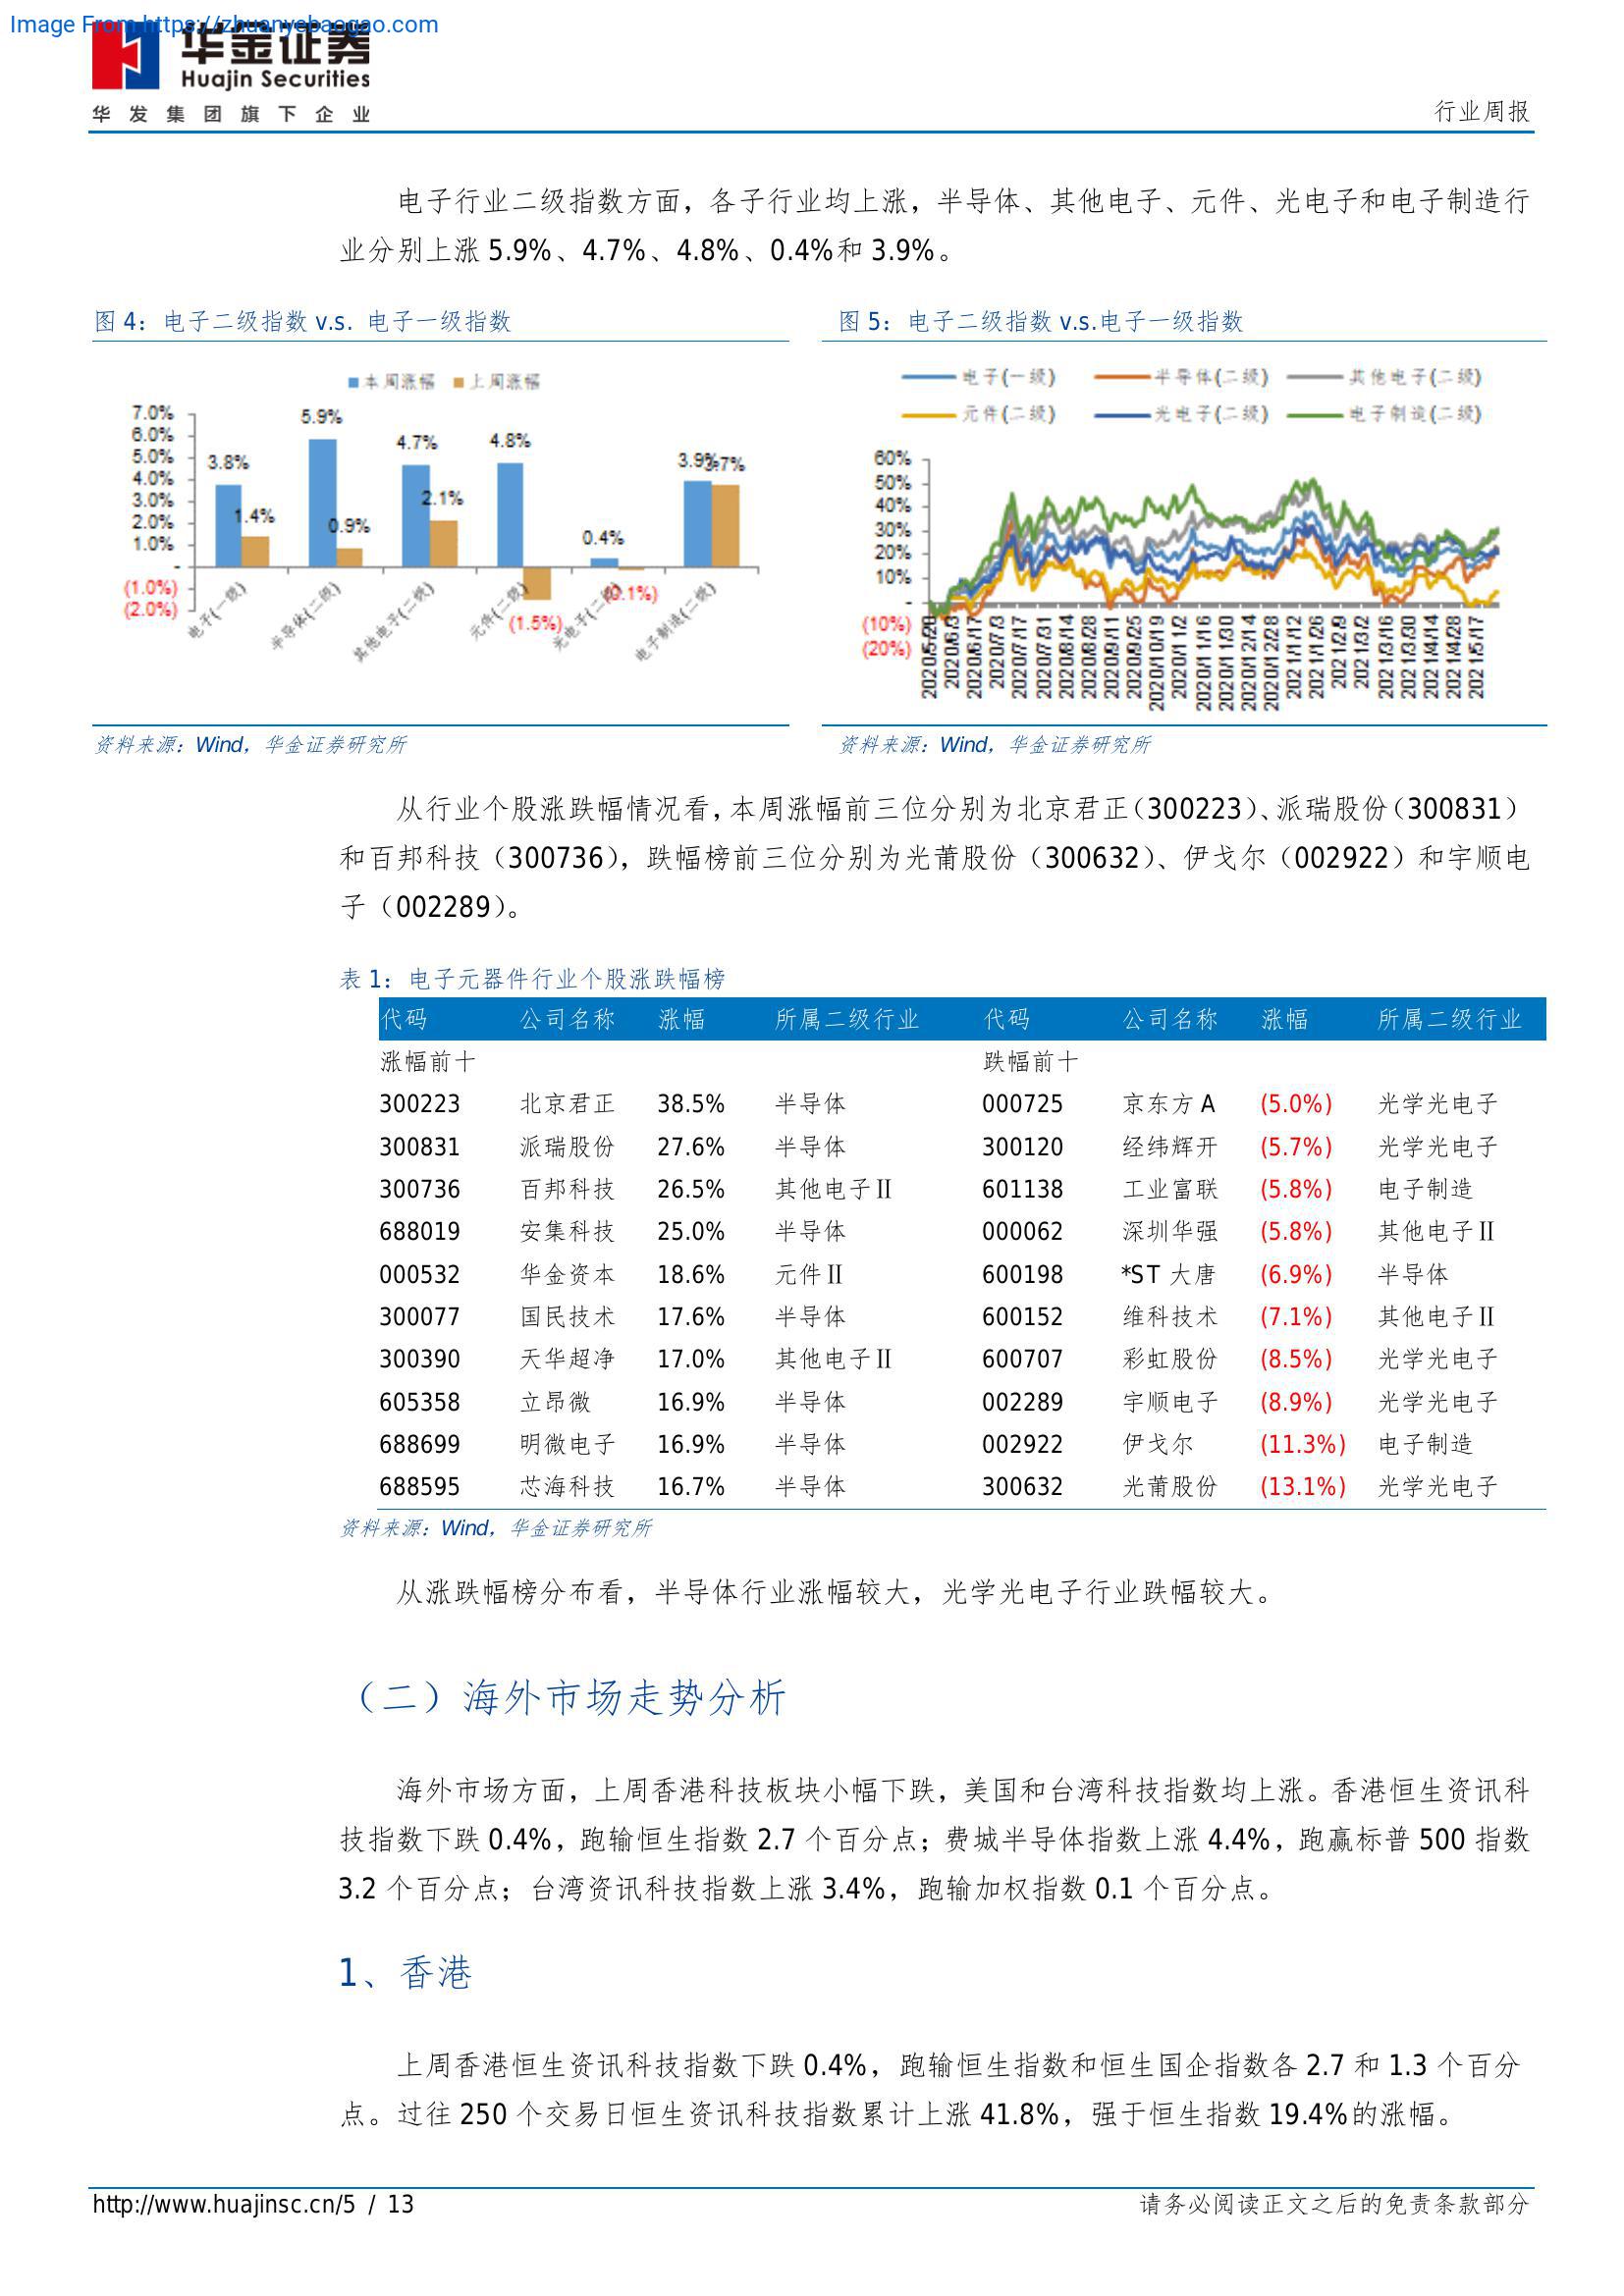 Image From https://zhuanyebaogao.com
华金证券
Huajin Securities
华发集团旗下企业
行业周报
电子行业二级指数方面，各子行业均上涨，半导体、其他电子、元件、光电子和电子制造行
业分别上涨 5.9%、4.7%、4.8%、0.4%和 3.9%。
图 4：电子二级指数 v.s. 电子一级指数
本周涨幅 上周涨幅
7.0%
6.0%
5.0%
4.0%
3.0%
2.0%
1.0%
-
(1.0%)
(2.0%)
3.8% 1.4% 5.9% 0.9% 4.7% 2.1% 4.8% (1.5%) 0.4% (0.1%) 3.9% 3.7%
电子(一级) 半导体(二级) 其他电子(二级) 元件(二级) 光电子(二级) 电子制造(二级)
资料来源：Wind，华金证券研究所
图 5：电子二级指数 v.s.电子一级指数
电子(一级) 半导体(二级) 其他电子(二级)
元件(二级) 光电子(二级) 电子制造(二级)
60%
50%
40%
30%
20%
10%
-
(10%)
(20%)
2020/5/20 2020/6/3 2020/6/17 2020/7/3 2020/7/17 2020/7/31 2020/8/14 2020/8/28 2020/9/11 2020/9/25 2020/10/19 2020/11/2 2020/11/16 2020/11/30 2020/12/14 2020/12/28 2021/1/12 2021/1/26 2021/2/9 2021/3/2 2021/3/16 2021/3/30 2021/4/14 2021/4/28 2021/5/17
资料来源：Wind，华金证券研究所
从行业个股涨跌幅情况看，本周涨幅前三位分别为北京君正（300223）、派瑞股份（300831）
和百邦科技（300736），跌幅榜前三位分别为光莆股份（300632）、伊戈尔（002922）和宇顺电
子（002289）。
表 1：电子元器件行业个股涨跌幅榜
代码 公司名称 涨幅 所属二级行业 代码 公司名称 涨幅 所属二级行业
涨幅前十 跌幅前十
300223 北京君正 38.5% 半导体 000725 京东方 A (5.0%) 光学光电子
300831 派瑞股份 27.6% 半导体 300120 经纬辉开 (5.7%) 光学光电子
300736 百邦科技 26.5% 其他电子Ⅱ 601138 工业富联 (5.8%) 电子制造
688019 安集科技 25.0% 半导体 000062 深圳华强 (5.8%) 其他电子Ⅱ
000532 华金资本 18.6% 元件Ⅱ 600198 *ST 大唐 (6.9%) 半导体
300077 国民技术 17.6% 半导体 600152 维科技术 (7.1%) 其他电子Ⅱ
300390 天华超净 17.0% 其他电子Ⅱ 600707 彩虹股份 (8.5%) 光学光电子
605358 立昂微 16.9% 半导体 002289 宇顺电子 (8.9%) 光学光电子
688699 明微电子 16.9% 半导体 002922 伊戈尔 (11.3%) 电子制造
688595 芯海科技 16.7% 半导体 300632 光莆股份 (13.1%) 光学光电子
资料来源：Wind，华金证券研究所
从涨跌幅榜分布看，半导体行业涨幅较大，光学光电子行业跌幅较大。
（二）海外市场走势分析
海外市场方面，上周香港科技板块小幅下跌，美国和台湾科技指数均上涨。香港恒生资讯科
技指数下跌 0.4%，跑输恒生指数 2.7 个百分点；费城半导体指数上涨 4.4%，跑赢标普 500 指数
3.2 个百分点；台湾资讯科技指数上涨 3.4%，跑输加权指数 0.1 个百分点。
1、香港
上周香港恒生资讯科技指数下跌 0.4%，跑输恒生指数和恒生国企指数各 2.7 和 1.3 个百分
点。过往 250 个交易日恒生资讯科技指数累计上涨 41.8%，强于恒生指数 19.4%的涨幅。
http://www.huajinsc.cn/5 / 13
请务必阅读正文之后的免责条款部分